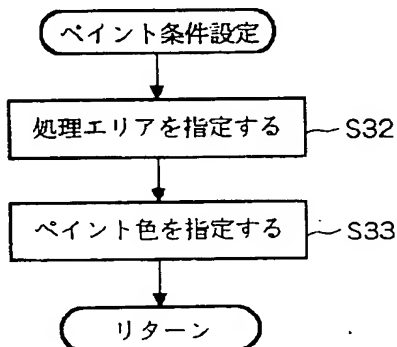 ペイント条件設定
処理エリアを指定する
S32
ペイント色を指定する
S33
リターン